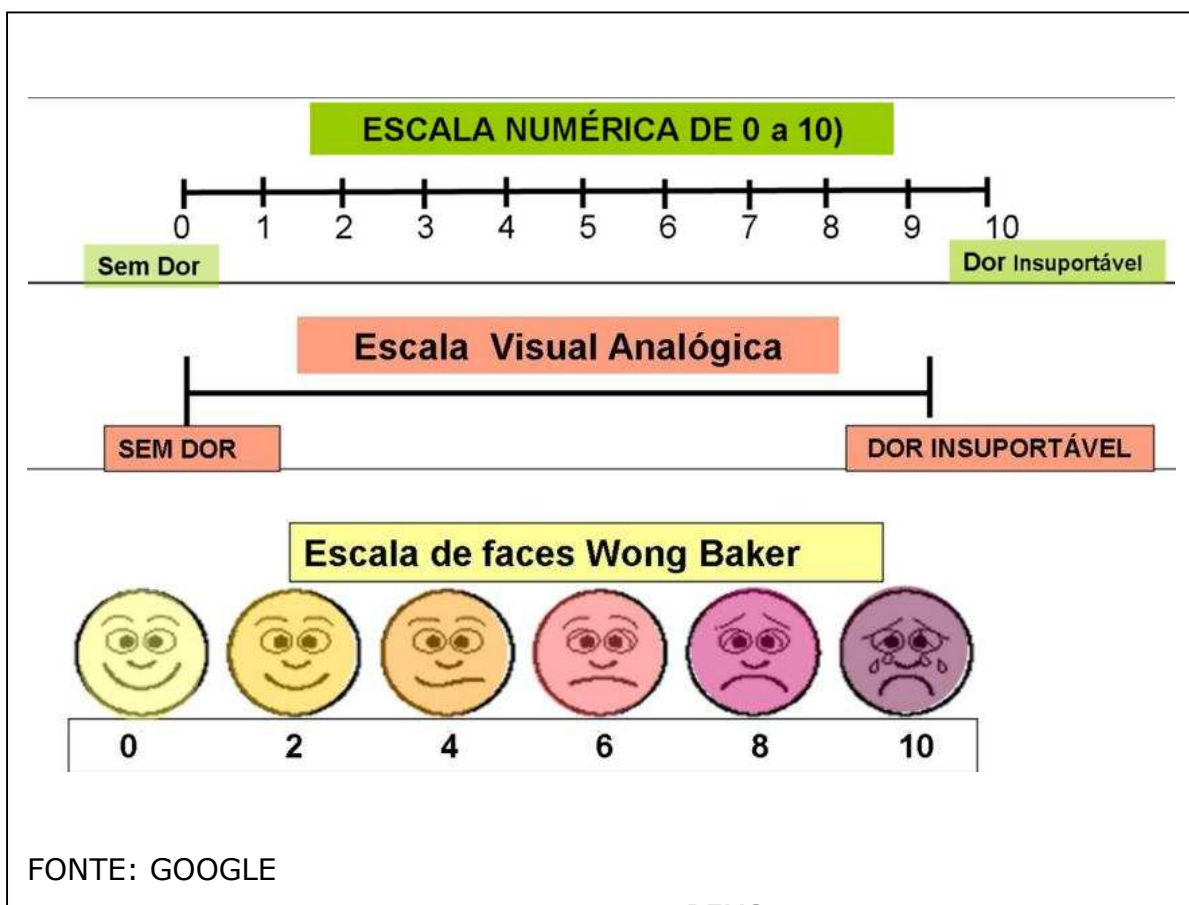 ESCALA NUMÉRICA DE 0 a 10)
0 1 2 3 4 5 6 7 8 9 10
Sem Dor Dor Insuportável
Escala Visual Analógica
SEM DOR DOR INSUPORTÁVEL
Escala de faces Wong Baker
0 2 4 6 8 10
FONTE: GOOGLE